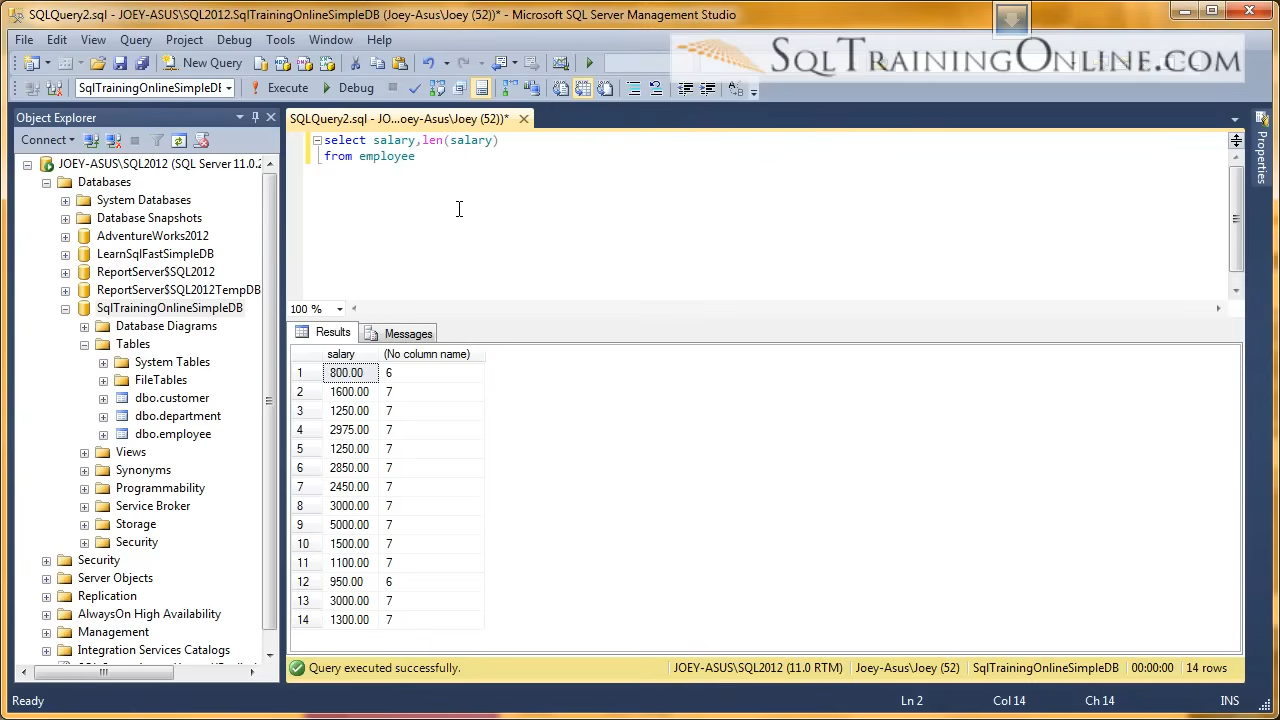 SQLQuery2.sql - JOEY-ASUS\SQL2012.SqlTrainingOnlineSimpleDB (Joey-Asus\Joey (52))* - Microsoft SQL Server Management Studio
File Edit View Query Project Debug Tools Window Help
SQLTRAININGONLINE.COM
New Query
SqlTrainingOnlineSimpleDE
Execute
Debug
Object Explorer
Connect
JOEY-ASUS\SQL2012 (SQL Server 11.0.2
Databases
System Databases
Database Snapshots
AdventureWorks2012
LearnSqlFastSimpleDB
ReportServer$SQL2012
ReportServer$SQL2012TempDB
SqlTrainingOnlineSimpleDB
Database Diagrams
Tables
System Tables
FileTables
dbo.customer
dbo.department
dbo.employee
Views
Synonyms
Programmability
Service Broker
Storage
Security
Security
Server Objects
Replication
AlwaysOn High Availability
Management
Integration Services Catalogs
SQLQuery2.sql - JO...oey-Asus\Joey (52))*
select salary,len(salary)
from employee
100 %
Results Messages
salary (No column name)
1 800.00 6
2 1600.00 7
3 1250.00 7
4 2975.00 7
5 1250.00 7
6 2850.00 7
7 2450.00 7
8 3000.00 7
9 5000.00 7
10 1500.00 7
11 1100.00 7
12 950.00 6
13 3000.00 7
14 1300.00 7
Properties
Query executed successfully.
JOEY-ASUS\SQL2012 (11.0 RTM) Joey-Asus\Joey (52) SqlTrainingOnlineSimpleDB 00:00:00 14 rows
Ready Ln 2 Col 14 Ch 14 INS